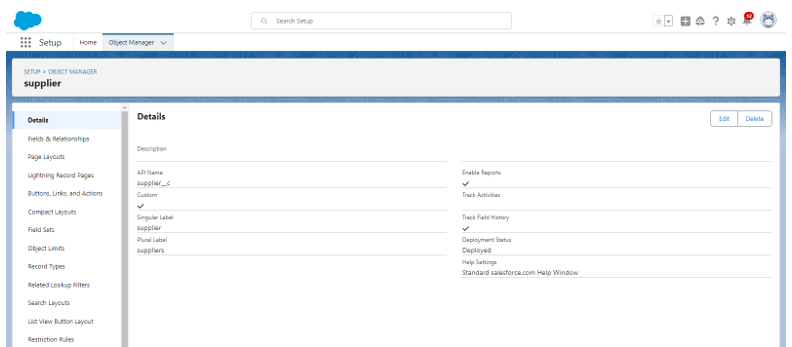 Search Setup
12
Setup
Home
Object Manager
SETUP > OBJECT MANAGER
supplier
Details
Fields & Relationships
Page Layouts
Lightning Record Pages
Buttons, Links, and Actions
Compact Layouts
Field Sets
Object Limits
Record Types
Related Lookup Filters
Search Layouts
List View Button Layout
Restriction Rules
Details
Edit
Delete
Description
API Name
supplier__c
Custom
Singular Label
supplier
Plural Label
suppliers
Enable Reports
Track Activities
Track Field History
Deployment Status
Deployed
Help Settings
Standard salesforce.com Help Window